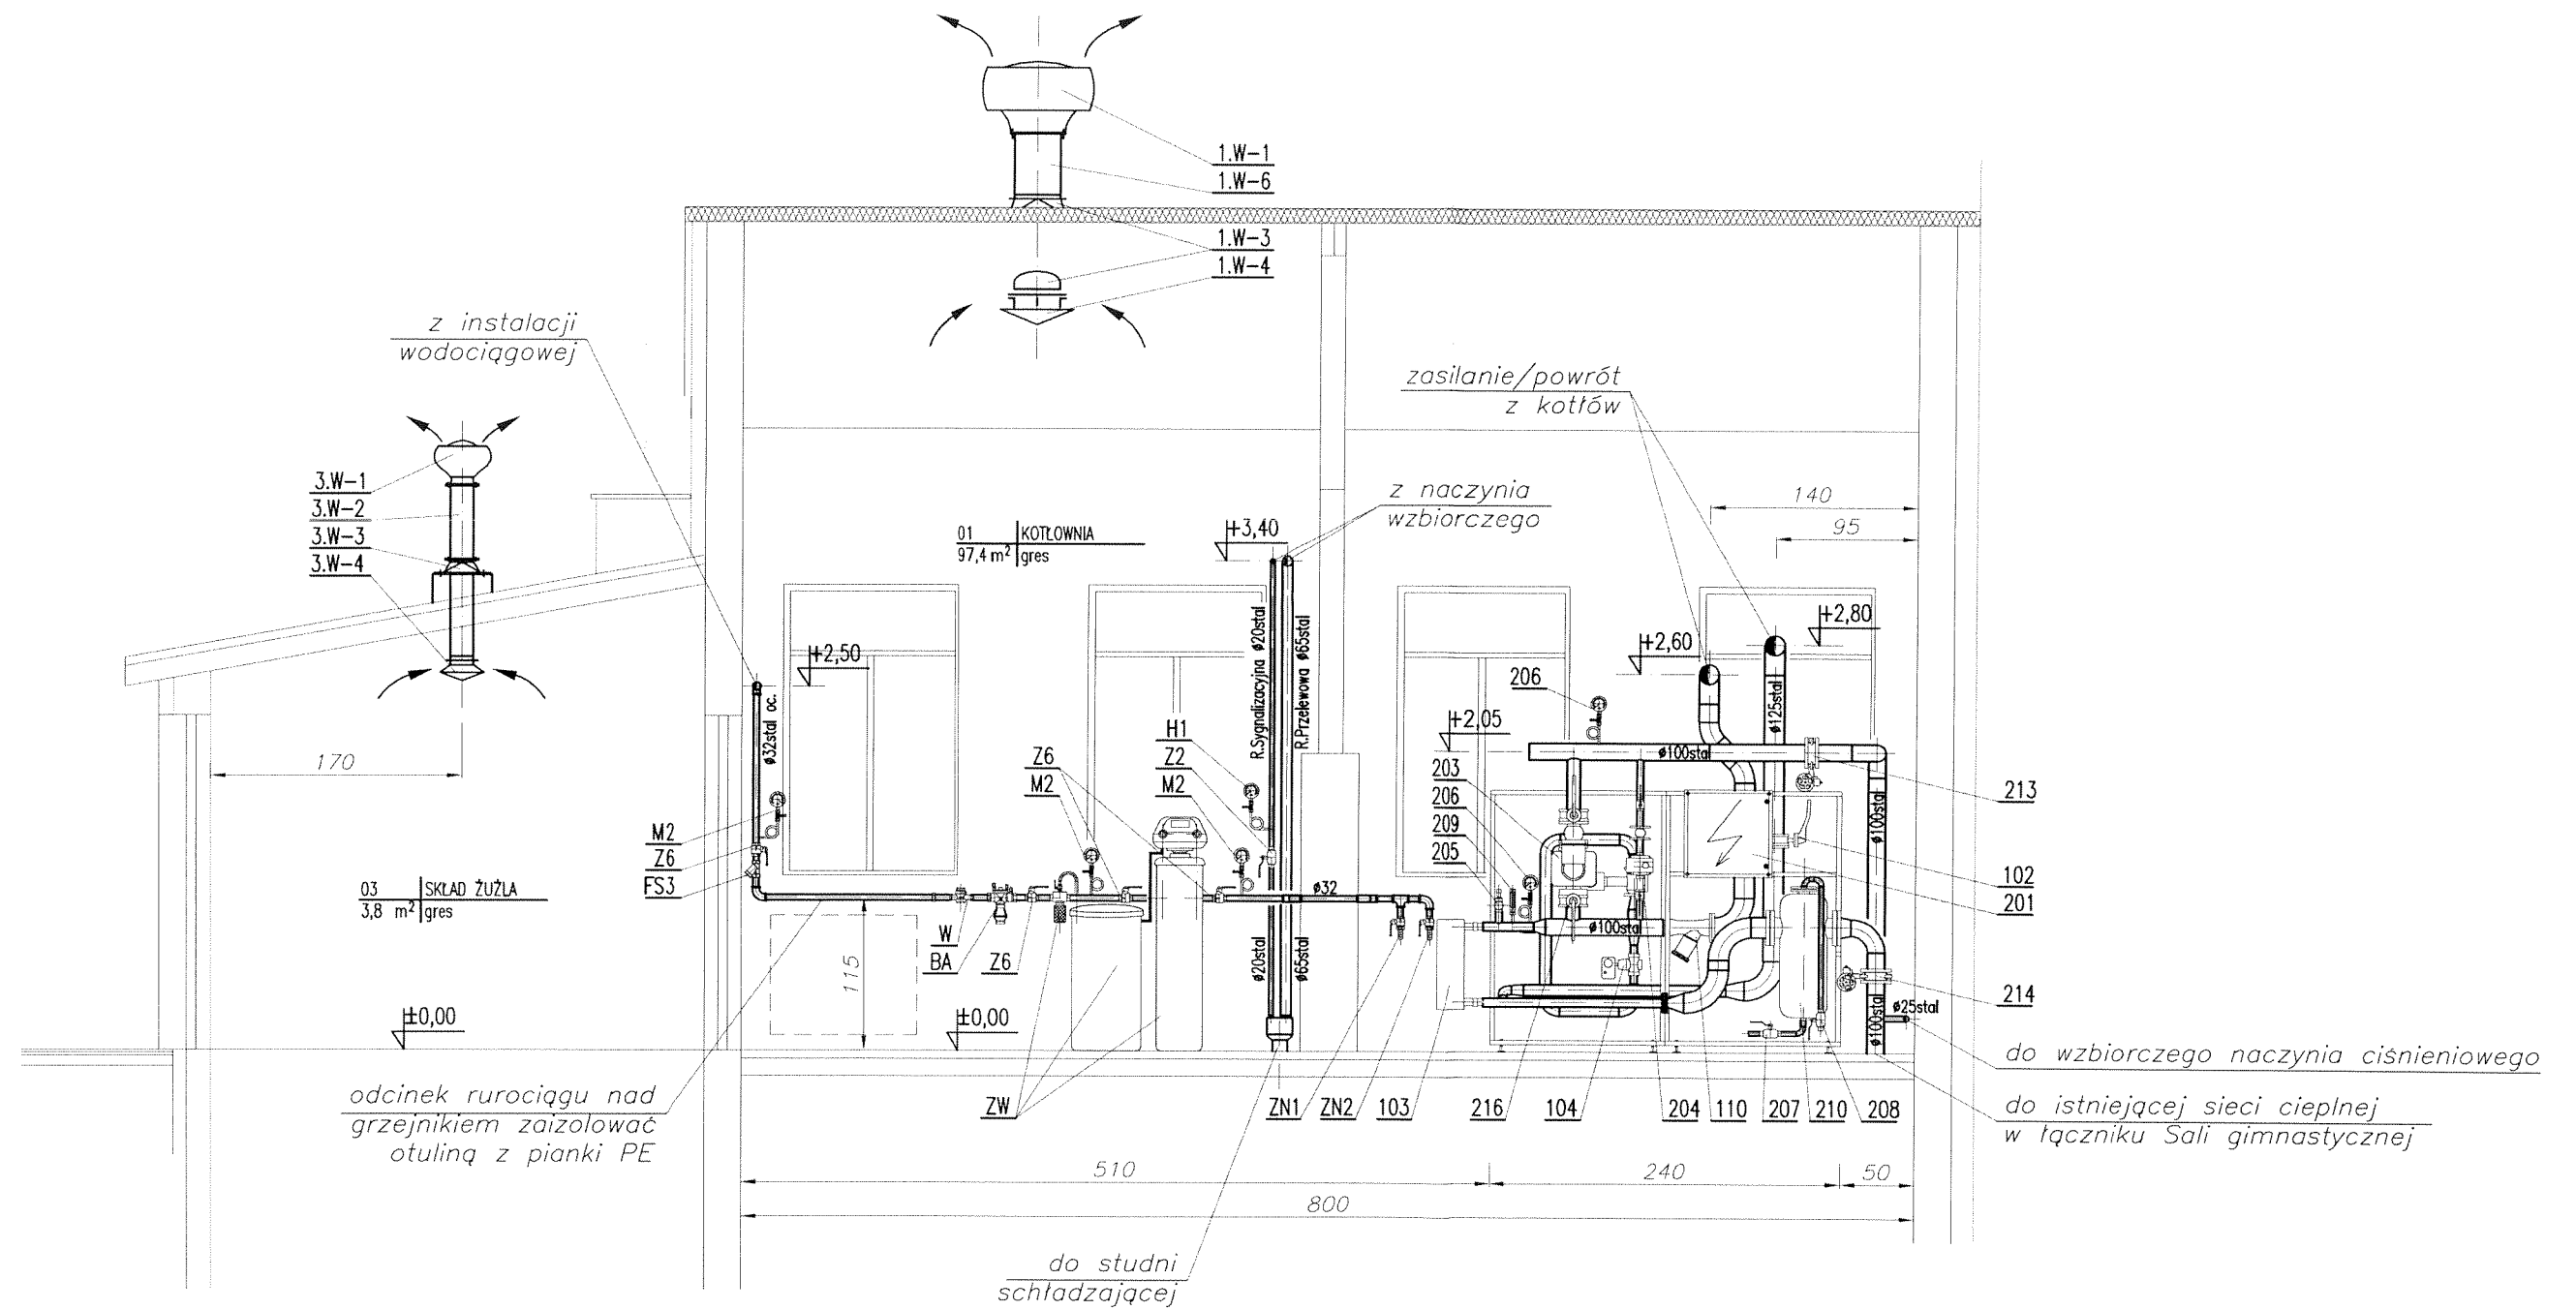 1.W-1
1.W-6
1.W-3
1.W-4
z instalacji
wodociągowej
zasilanie/powrót
z kotłów
3.W-1
3.W-2
3.W-3
3.W-4
z naczynia
wzbiorczego
140
95
01 KOTŁOWNIA
97,4 m² gres
+3,40
+2,50
+2,60
+2,80
206
+2,05
ø32stal oc.
R.Sygnalizacyjna ø20stal
R.Przelewowa ø65stal
ø125stal
ø100stal
170
H1
Z2
M2
Z6
M2
203
206
209
205
213
ø100stal
M2
Z6
FS3
102
201
03 SKŁAD ŻUŻLA
3,8 m² gres
ø32
W
BA
Z6
115
ø20stal
ø65stal
ø100stal
214
ø25stal
ø100stal
±0,00
±0,00
do wzbiorczego naczynia ciśnieniowego
odcinek rurociągu nad
grzejnikiem zaizolować
otuliną z pianki PE
ZW
ZN1
ZN2
103
216
104
204
110
207
210
208
do istniejącej sieci cieplnej
w łączniku Sali gimnastycznej
510
240
50
800
do studni
schładzającej